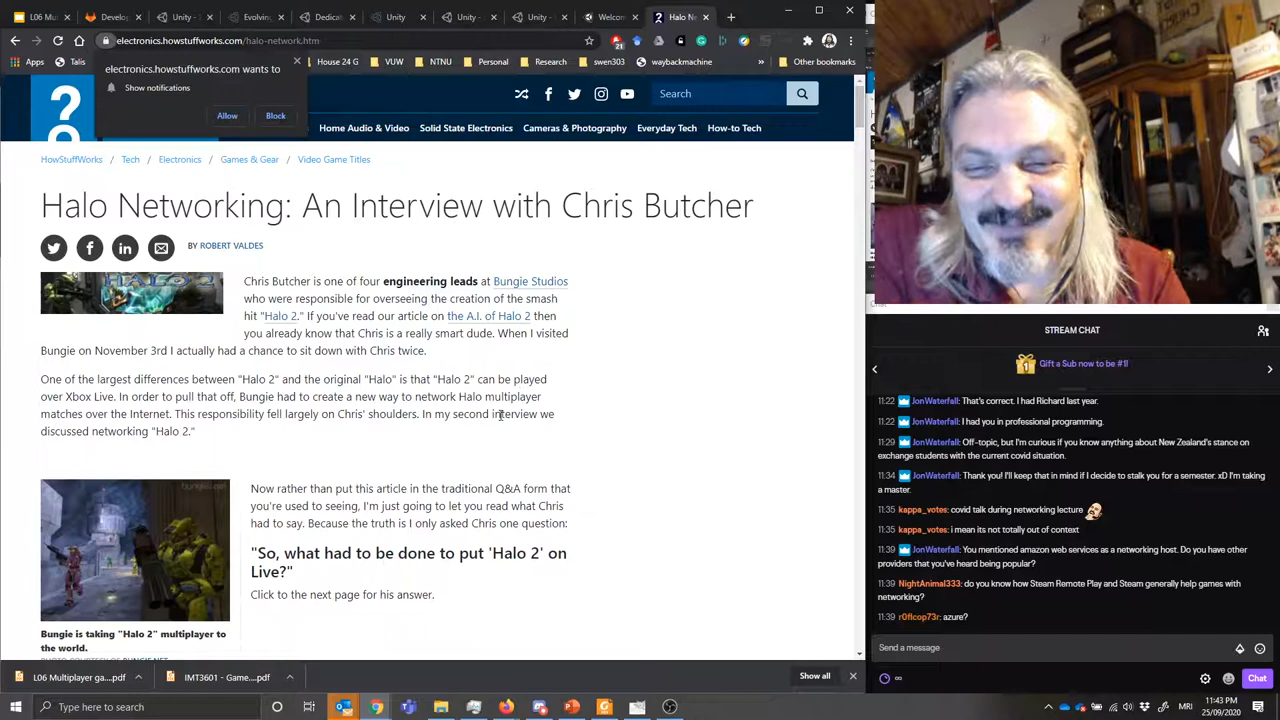 L06 Mu
Halo Ne
electronics.com/halo2-network.htm
21
Apps
Talis
House 24 G
VUW
NTNU
Personal
Research
swen303
waybackmachine
»
Other bookmarks
electronics.com wants to
Show notifications
Allow
Block
Search
Home Audio & Video
Solid State Electronics
Cameras & Photography
Everyday Tech
How-to Tech
HowStuffWorks / Tech / Electronics / Games & Gear / Video Game Titles
Halo Networking: An Interview with Chris Butcher
BY ROBERT VALDES
HALO 2
Chris Butcher is one of four engineering leads at Bungie Studios
who were responsible for overseeing the creation of the smash
hit "Halo 2." If you've read our article on the A.I. of Halo 2 then
you already know that Chris is a really smart dude. When I visited
Bungie on November 3rd I actually had a chance to sit down with Chris twice.
One of the largest differences between "Halo 2" and the original "Halo" is that "Halo 2" can be played
over Xbox Live. In order to pull that off, Bungie had to create a new way to network Halo multiplayer
matches over the Internet. This responsibility fell largely on Chris' shoulders. In my second interview we
discussed networking "Halo 2."
Now rather than put this article in the traditional Q&A form that
you're used to seeing, I'm just going to let you read what Chris
had to say. Because the truth is I only asked Chris one question:
"So, what had to be done to put 'Halo 2' on
Live?"
Click to the next page for his answer.
Bungie is taking "Halo 2" multiplayer to
the world.
PHOTO COURTESY OF BUNGIE.NET
L06 Multiplayer ga....pdf
IMT3601 - Game....pdf
Show all
STREAM CHAT
1
Gift a Sub now to be #1!
11:22 JonWaterfall: That's correct. I had Richard last year.
11:22 JonWaterfall: I had you in professional programming.
11:29 JonWaterfall: Off-topic, but I'm curious if you know anything about New Zealand's stance on
exchange students with the current covid situation.
11:34 JonWaterfall: Thank you! I'll keep that in mind if I decide to stalk you for a semester. xD I'm taking
a master.
11:35 kappa_votes: covid talk during networking lecture
11:35 kappa_votes: i mean its not totally out of context
11:39 JonWaterfall: You mentioned amazon web services as a networking host. Do you have other
providers that you've heard being popular?
11:39 NightAnimal333: do you know how Steam Remote Play and Steam generally help games with
networking?
11:39 r0flcop73r: azure?
Send a message
∞
Chat
MRI
11:43 PM
25/09/2020